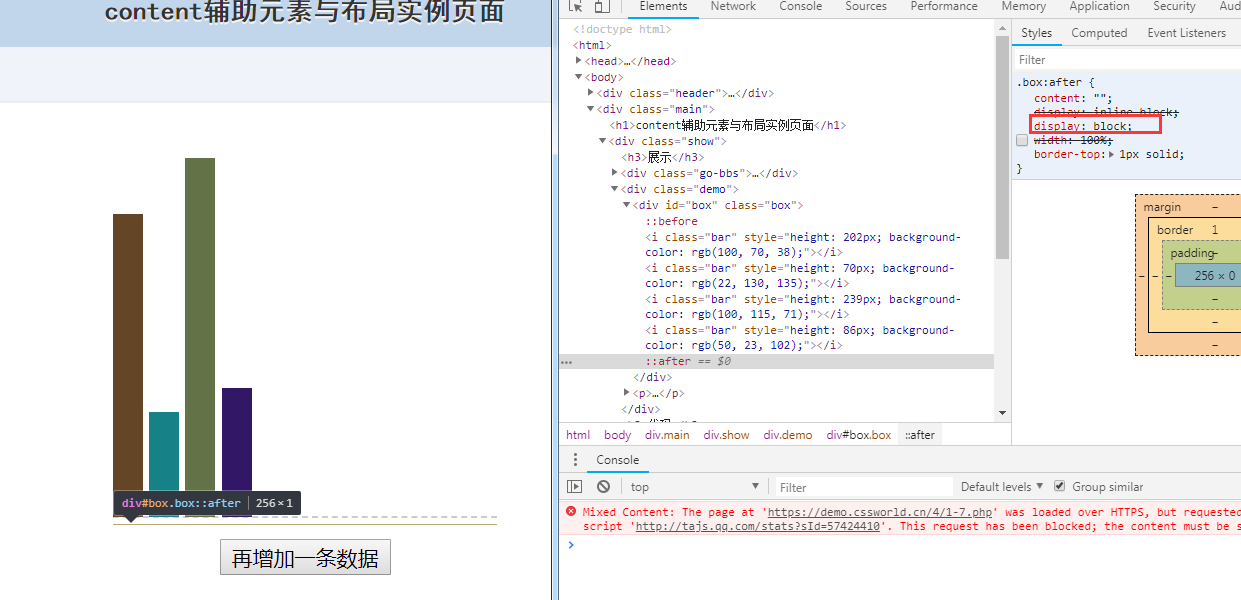 content辅助元素与布局实例页面
div#box.box::after 256×1
再增加一条数据
Elements Network Console Sources Performance Memory Application Security Aud
<!doctype html>
<html>
<head>…</head>
<body>
<div class="header">…</div>
<div class="main">
<h1>content辅助元素与布局实例页面</h1>
<div class="show">
<h3>展示</h3>
<div class="go-bbs">…</div>
<div class="demo">
<div id="box" class="box">
::before
<i class="bar" style="height: 202px; background-
color: rgb(100, 70, 38);"></i>
<i class="bar" style="height: 70px; background-
color: rgb(22, 130, 135);"></i>
<i class="bar" style="height: 239px; background-
color: rgb(100, 115, 71);"></i>
<i class="bar" style="height: 86px; background-
color: rgb(50, 23, 102);"></i>
::after == $0
</div>
<p>…</p>
</div>
html body div.main div.show div.demo div#box.box ::after
Styles Computed Event Listeners
Filter
.box:after {
content: "";
display: inline-block;
display: block;
width: 100%;
border-top: 1px solid;
}
margin –
border 1
padding –
– – – 256 × 0
–
–
–
Console
top Filter Default levels Group similar
Mixed Content: The page at 'https://demo.cssworld.cn/4/1-7.php' was loaded over HTTPS, but requested
script 'http://tajs.qq.com/stats?sId=57424410'. This request has been blocked; the content must be s